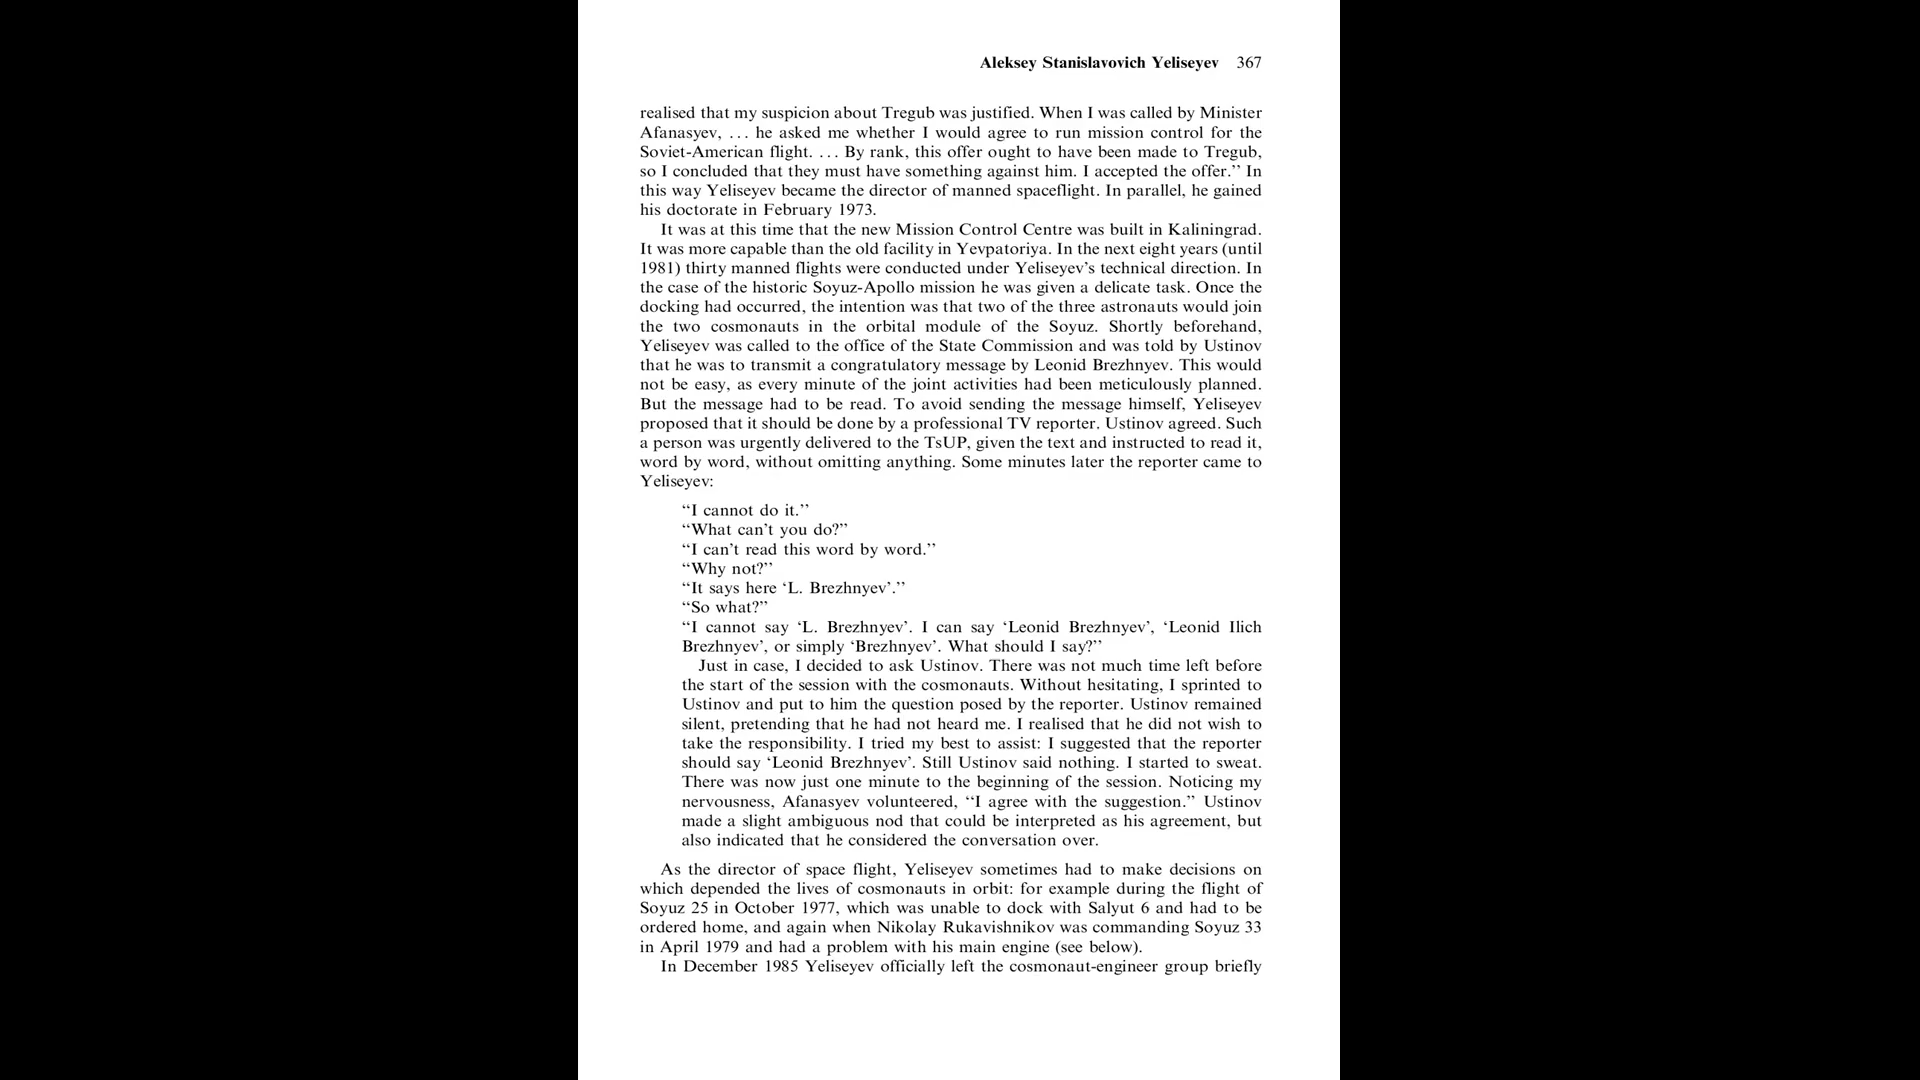 Aleksey Stanislavovich Yeliseyev 367
realised that my suspicion about Tregub was justified. When I was called by Minister
Afanasyev, ... he asked me whether I would agree to run mission control for the
Soviet-American flight. ... By rank, this offer ought to have been made to Tregub,
so I concluded that they must have something against him. I accepted the offer.’’ In
this way Yeliseyev became the director of manned spaceflight. In parallel, he gained
his doctorate in February 1973.
It was at this time that the new Mission Control Centre was built in Kaliningrad.
It was more capable than the old facility in Yevpatoriya. In the next eight years (until
1981) thirty manned flights were conducted under Yeliseyev’s technical direction. In
the case of the historic Soyuz-Apollo mission he was given a delicate task. Once the
docking had occurred, the intention was that two of the three astronauts would join
the two cosmonauts in the orbital module of the Soyuz. Shortly beforehand,
Yeliseyev was called to the office of the State Commission and was told by Ustinov
that he was to transmit a congratulatory message by Leonid Brezhnyev. This would
not be easy, as every minute of the joint activities had been meticulously planned.
But the message had to be read. To avoid sending the message himself, Yeliseyev
proposed that it should be done by a professional TV reporter. Ustinov agreed. Such
a person was urgently delivered to the TsUP, given the text and instructed to read it,
word by word, without omitting anything. Some minutes later the reporter came to
Yeliseyev:
‘‘I cannot do it.’’
‘‘What can’t you do?’’
‘‘I can’t read this word by word.’’
‘‘Why not?’’
‘‘It says here ‘L. Brezhnyev’.’’
‘‘So what?’’
‘‘I cannot say ‘L. Brezhnyev’. I can say ‘Leonid Brezhnyev’, ‘Leonid Ilich
Brezhnyev’, or simply ‘Brezhnyev’. What should I say?’’
Just in case, I decided to ask Ustinov. There was not much time left before
the start of the session with the cosmonauts. Without hesitating, I sprinted to
Ustinov and put to him the question posed by the reporter. Ustinov remained
silent, pretending that he had not heard me. I realised that he did not wish to
take the responsibility. I tried my best to assist: I suggested that the reporter
should say ‘Leonid Brezhnyev’. Still Ustinov said nothing. I started to sweat.
There was now just one minute to the beginning of the session. Noticing my
nervousness, Afanasyev volunteered, ‘‘I agree with the suggestion.’’ Ustinov
made a slight ambiguous nod that could be interpreted as his agreement, but
also indicated that he considered the conversation over.
As the director of space flight, Yeliseyev sometimes had to make decisions on
which depended the lives of cosmonauts in orbit: for example during the flight of
Soyuz 25 in October 1977, which was unable to dock with Salyut 6 and had to be
ordered home, and again when Nikolay Rukavishnikov was commanding Soyuz 33
in April 1979 and had a problem with his main engine (see below).
In December 1985 Yeliseyev officially left the cosmonaut-engineer group briefly